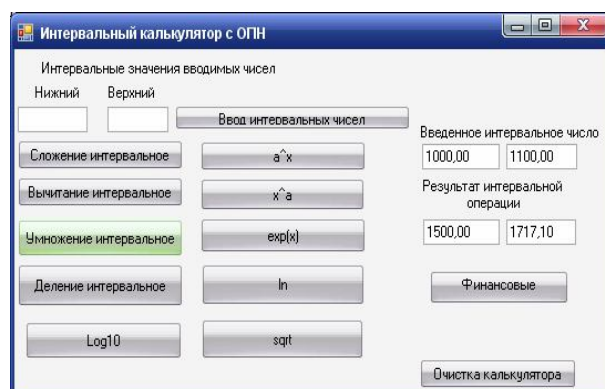 Интервальный калькулятор с ОПН
Интервальные значения вводимых чисел
Нижний Верхний
Ввод интервальных чисел
Введенное интервальное число
Сложение интервальное a^x 1000,00 1100,00
Вычитание интервальное x^a
Результат интервальной
операции
Умножение интервальное exp(x) 1500,00 1717,10
Деление интервальное ln Финансовые
Log10 sqrt
Очистка калькулятора